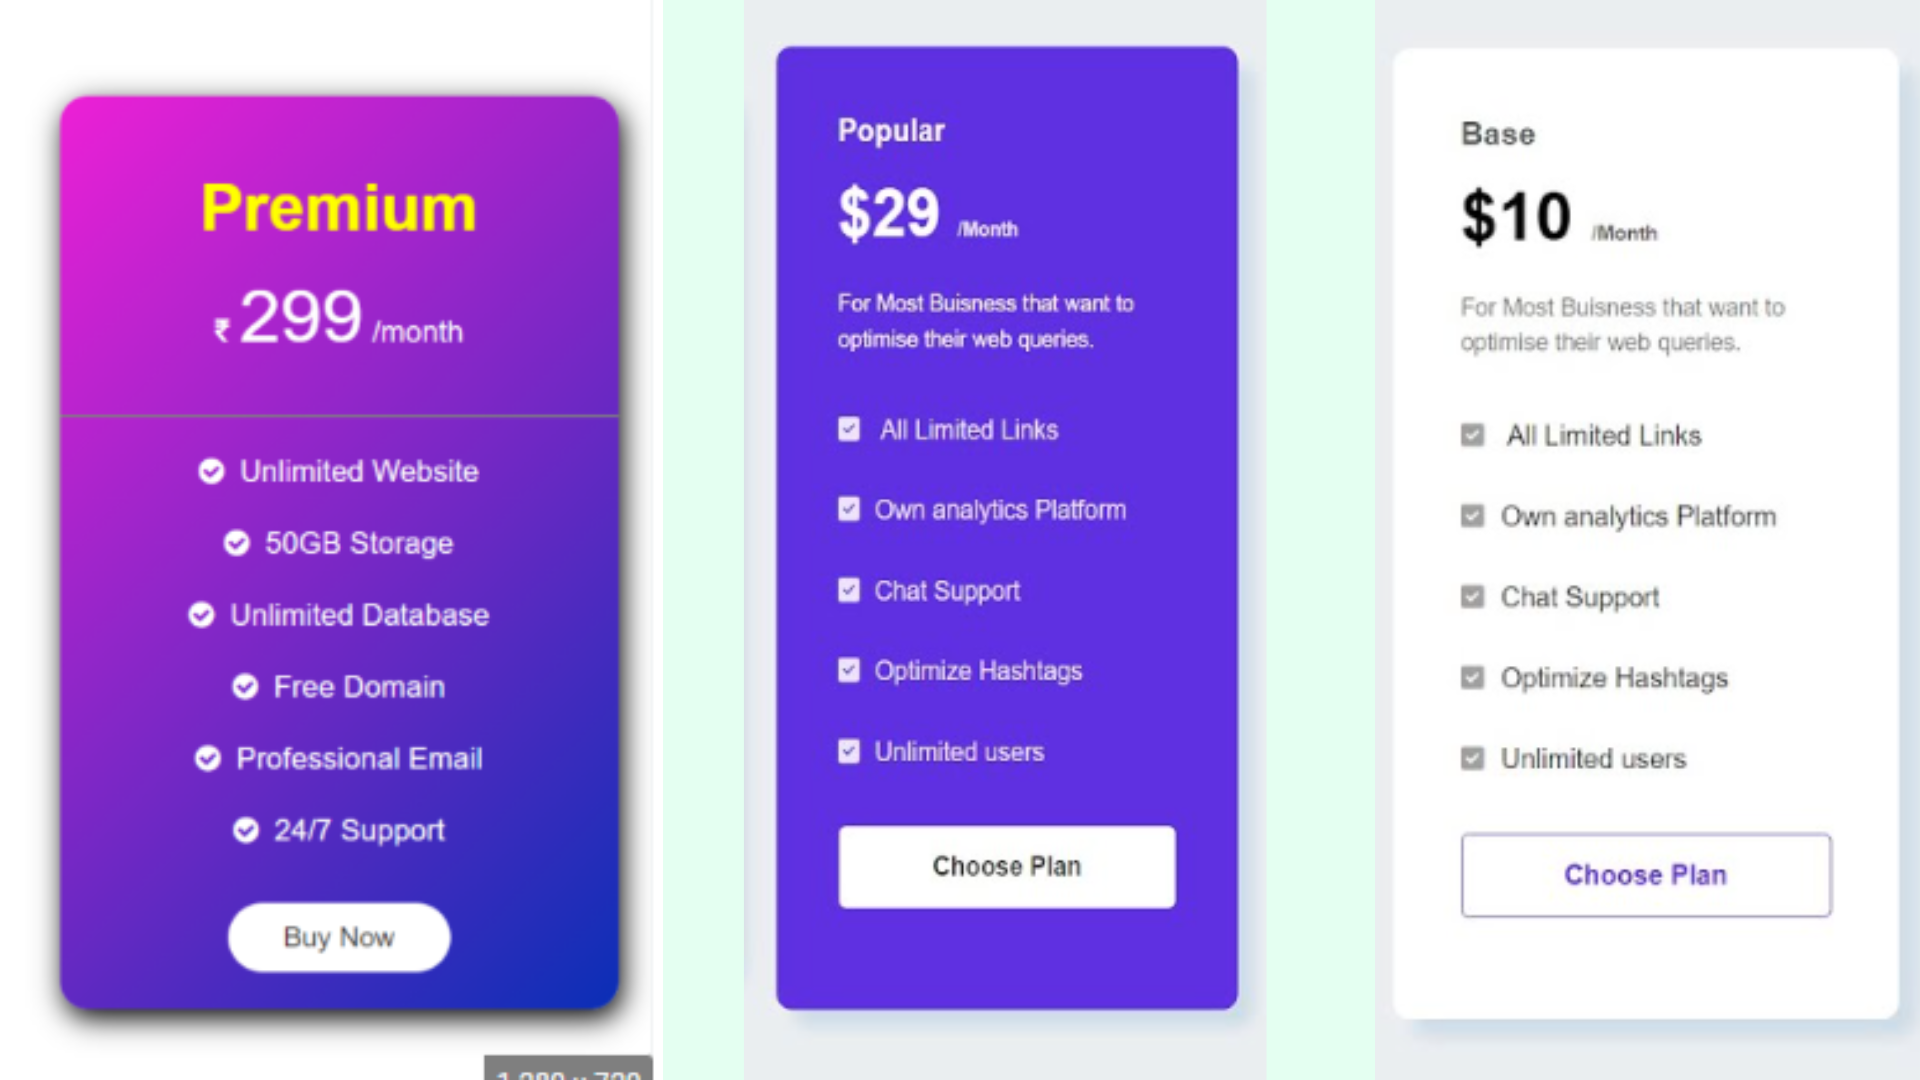 Premium
₹ 299 /month
Unlimited Website
50GB Storage
Unlimited Database
Free Domain
Professional Email
24/7 Support
Buy Now
Popular
$29 /Month
For Most Buisness that want to
optimise their web queries.
All Limited Links
Own analytics Platform
Chat Support
Optimize Hashtags
Unlimited users
Choose Plan
Base
$10 /Month
For Most Buisness that want to
optimise their web queries.
All Limited Links
Own analytics Platform
Chat Support
Optimize Hashtags
Unlimited users
Choose Plan